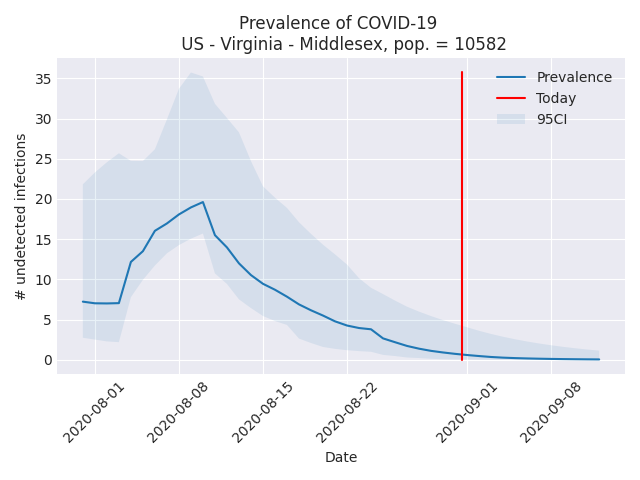 Prevalence of COVID-19
US - Virginia - Middlesex, pop. = 10582
# undetected infections
35
30
25
20
15
10
5
0
Prevalence
Today
95CI
2020-08-01
2020-08-08
2020-08-15
2020-08-22
2020-09-01
2020-09-08
Date